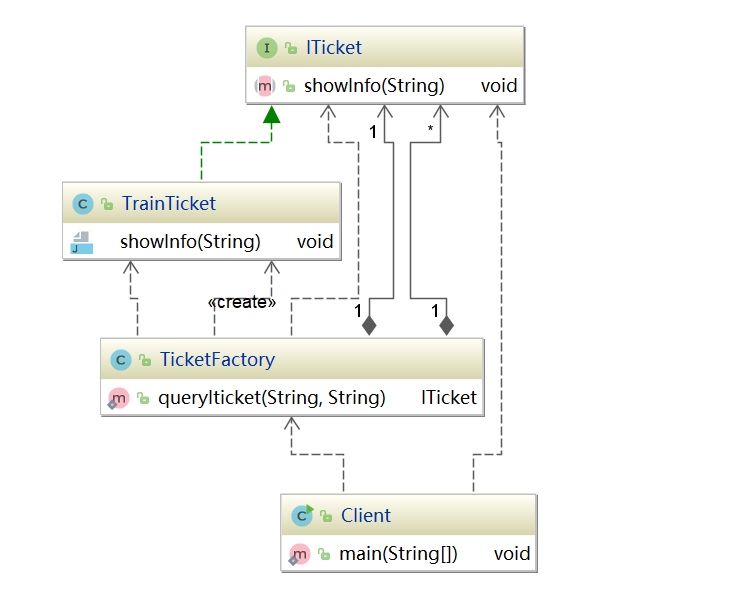 I ITicket
m showInfo(String) void
1 *
C TrainTicket
J showInfo(String) void
«create»
1 1
C TicketFactory
m queryIticket(String, String) ITicket
C Client
m main(String[]) void